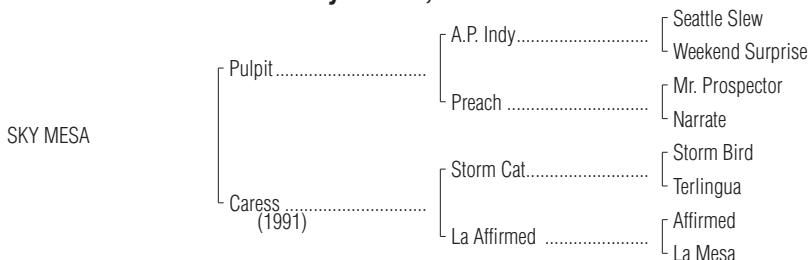 Seattle Slew
A.P. Indy..............................
Weekend Surprise
Pulpit..................................
Mr. Prospector
Preach ................................
Narrate
SKY MESA
Storm Bird
Storm Cat............................
Terlingua
Caress ................................
(1991)
Affirmed
La Affirmed ........................
La Mesa